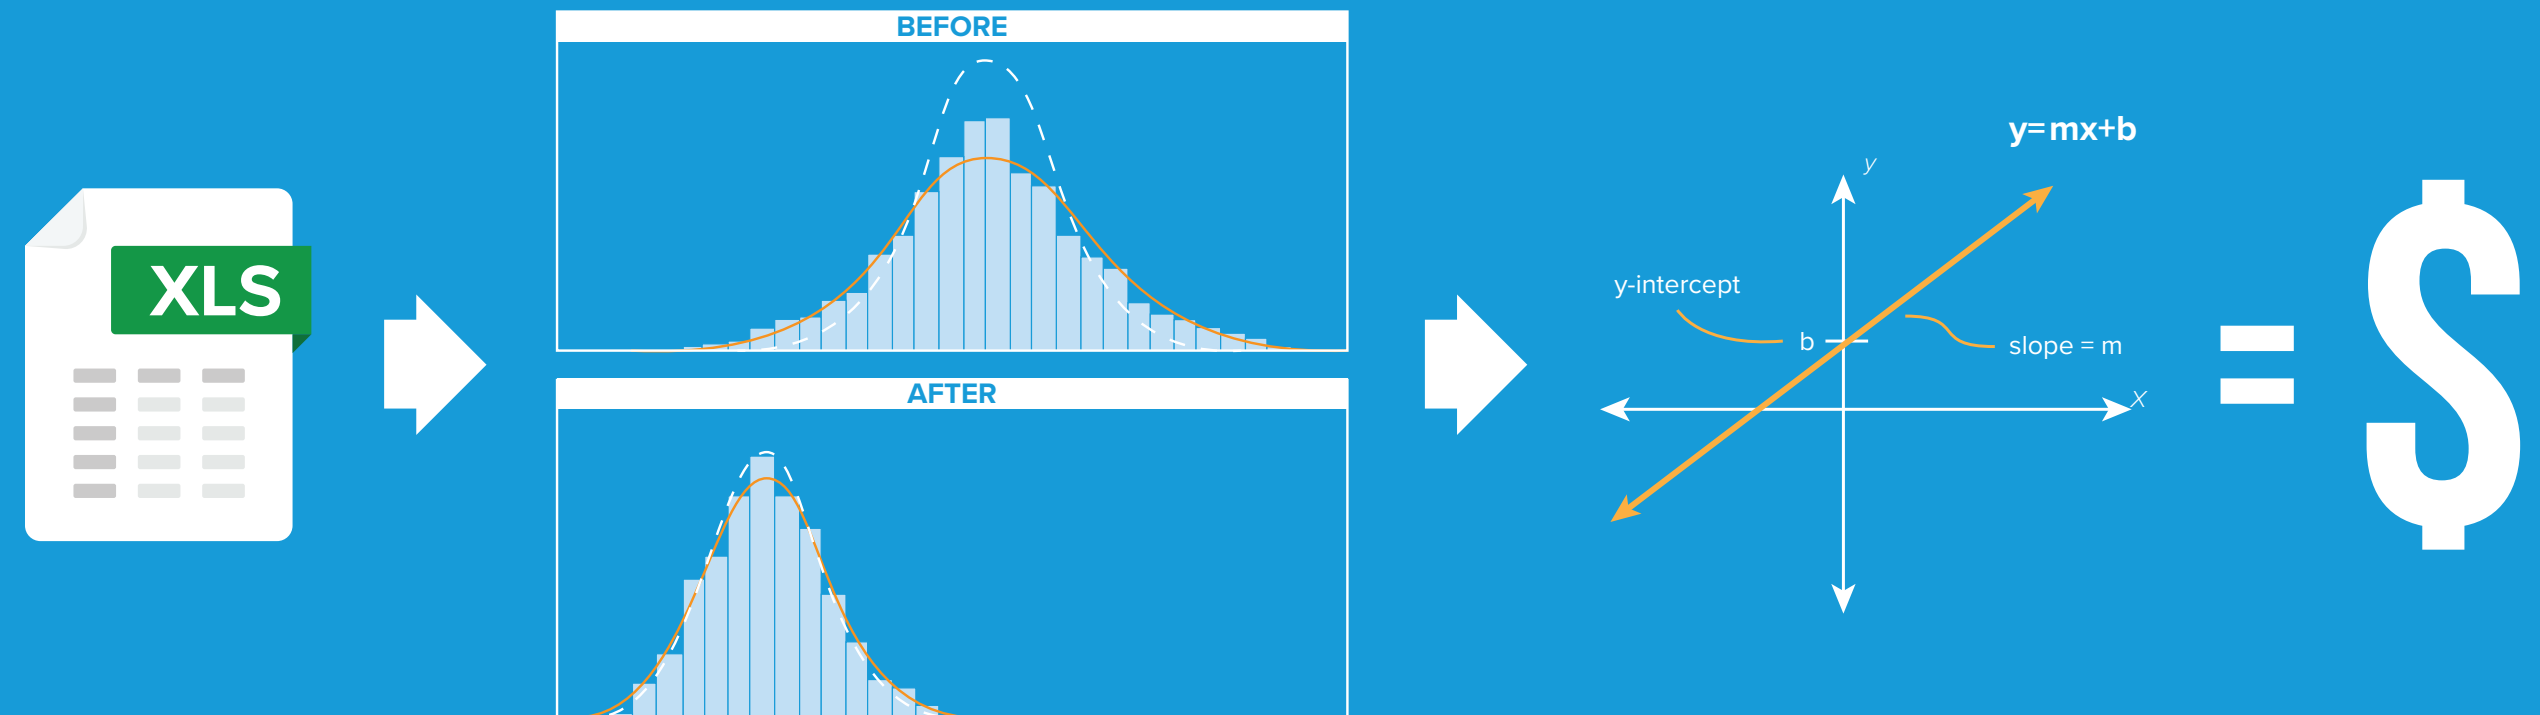 XLS
BEFORE
AFTER
y=mx+b
y
y-intercept
b
slope = m
x
=
$